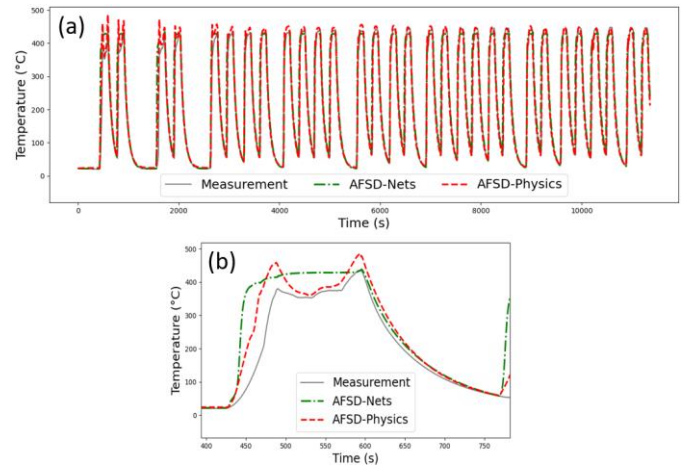 (a)
Temperature (°C)
500
400
300
200
100
0
Measurement AFSD-Nets AFSD-Physics
0 2000 4000 6000 8000 10000
Time (s)
(b)
Temperature (°C)
500
400
300
200
100
0
Measurement
AFSD-Nets
AFSD-Physics
400 450 500 550 600 650 700 750
Time (s)